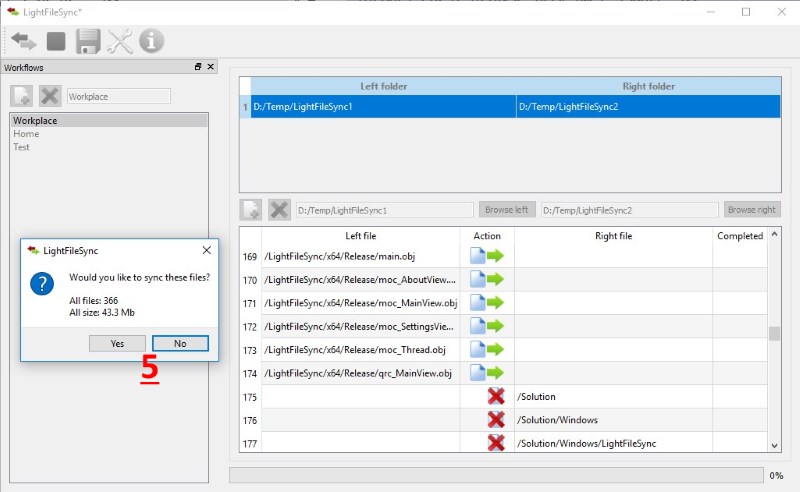 LightFileSync*
Workflows
Workplace
Workplace
Home
Test
Left folder Right folder
1 D:/Temp/LightFileSync1 D:/Temp/LightFileSync2
D:/Temp/LightFileSync1 Browse left D:/Temp/LightFileSync2 Browse right
Left file Action Right file Completed
169 /LightFileSync/x64/Release/main.obj
170 /LightFileSync/x64/Release/moc_AboutView....
171 /LightFileSync/x64/Release/moc_MainView.obj
172 /LightFileSync/x64/Release/moc_SettingsVie...
173 /LightFileSync/x64/Release/moc_Thread.obj
174 /LightFileSync/x64/Release/qrc_MainView.obj
175 /Solution
176 /Solution/Windows
177 /Solution/Windows/LightFileSync
LightFileSync
Would you like to sync these files?
All files: 366
All size: 43.3 Mb
Yes No
5
0%